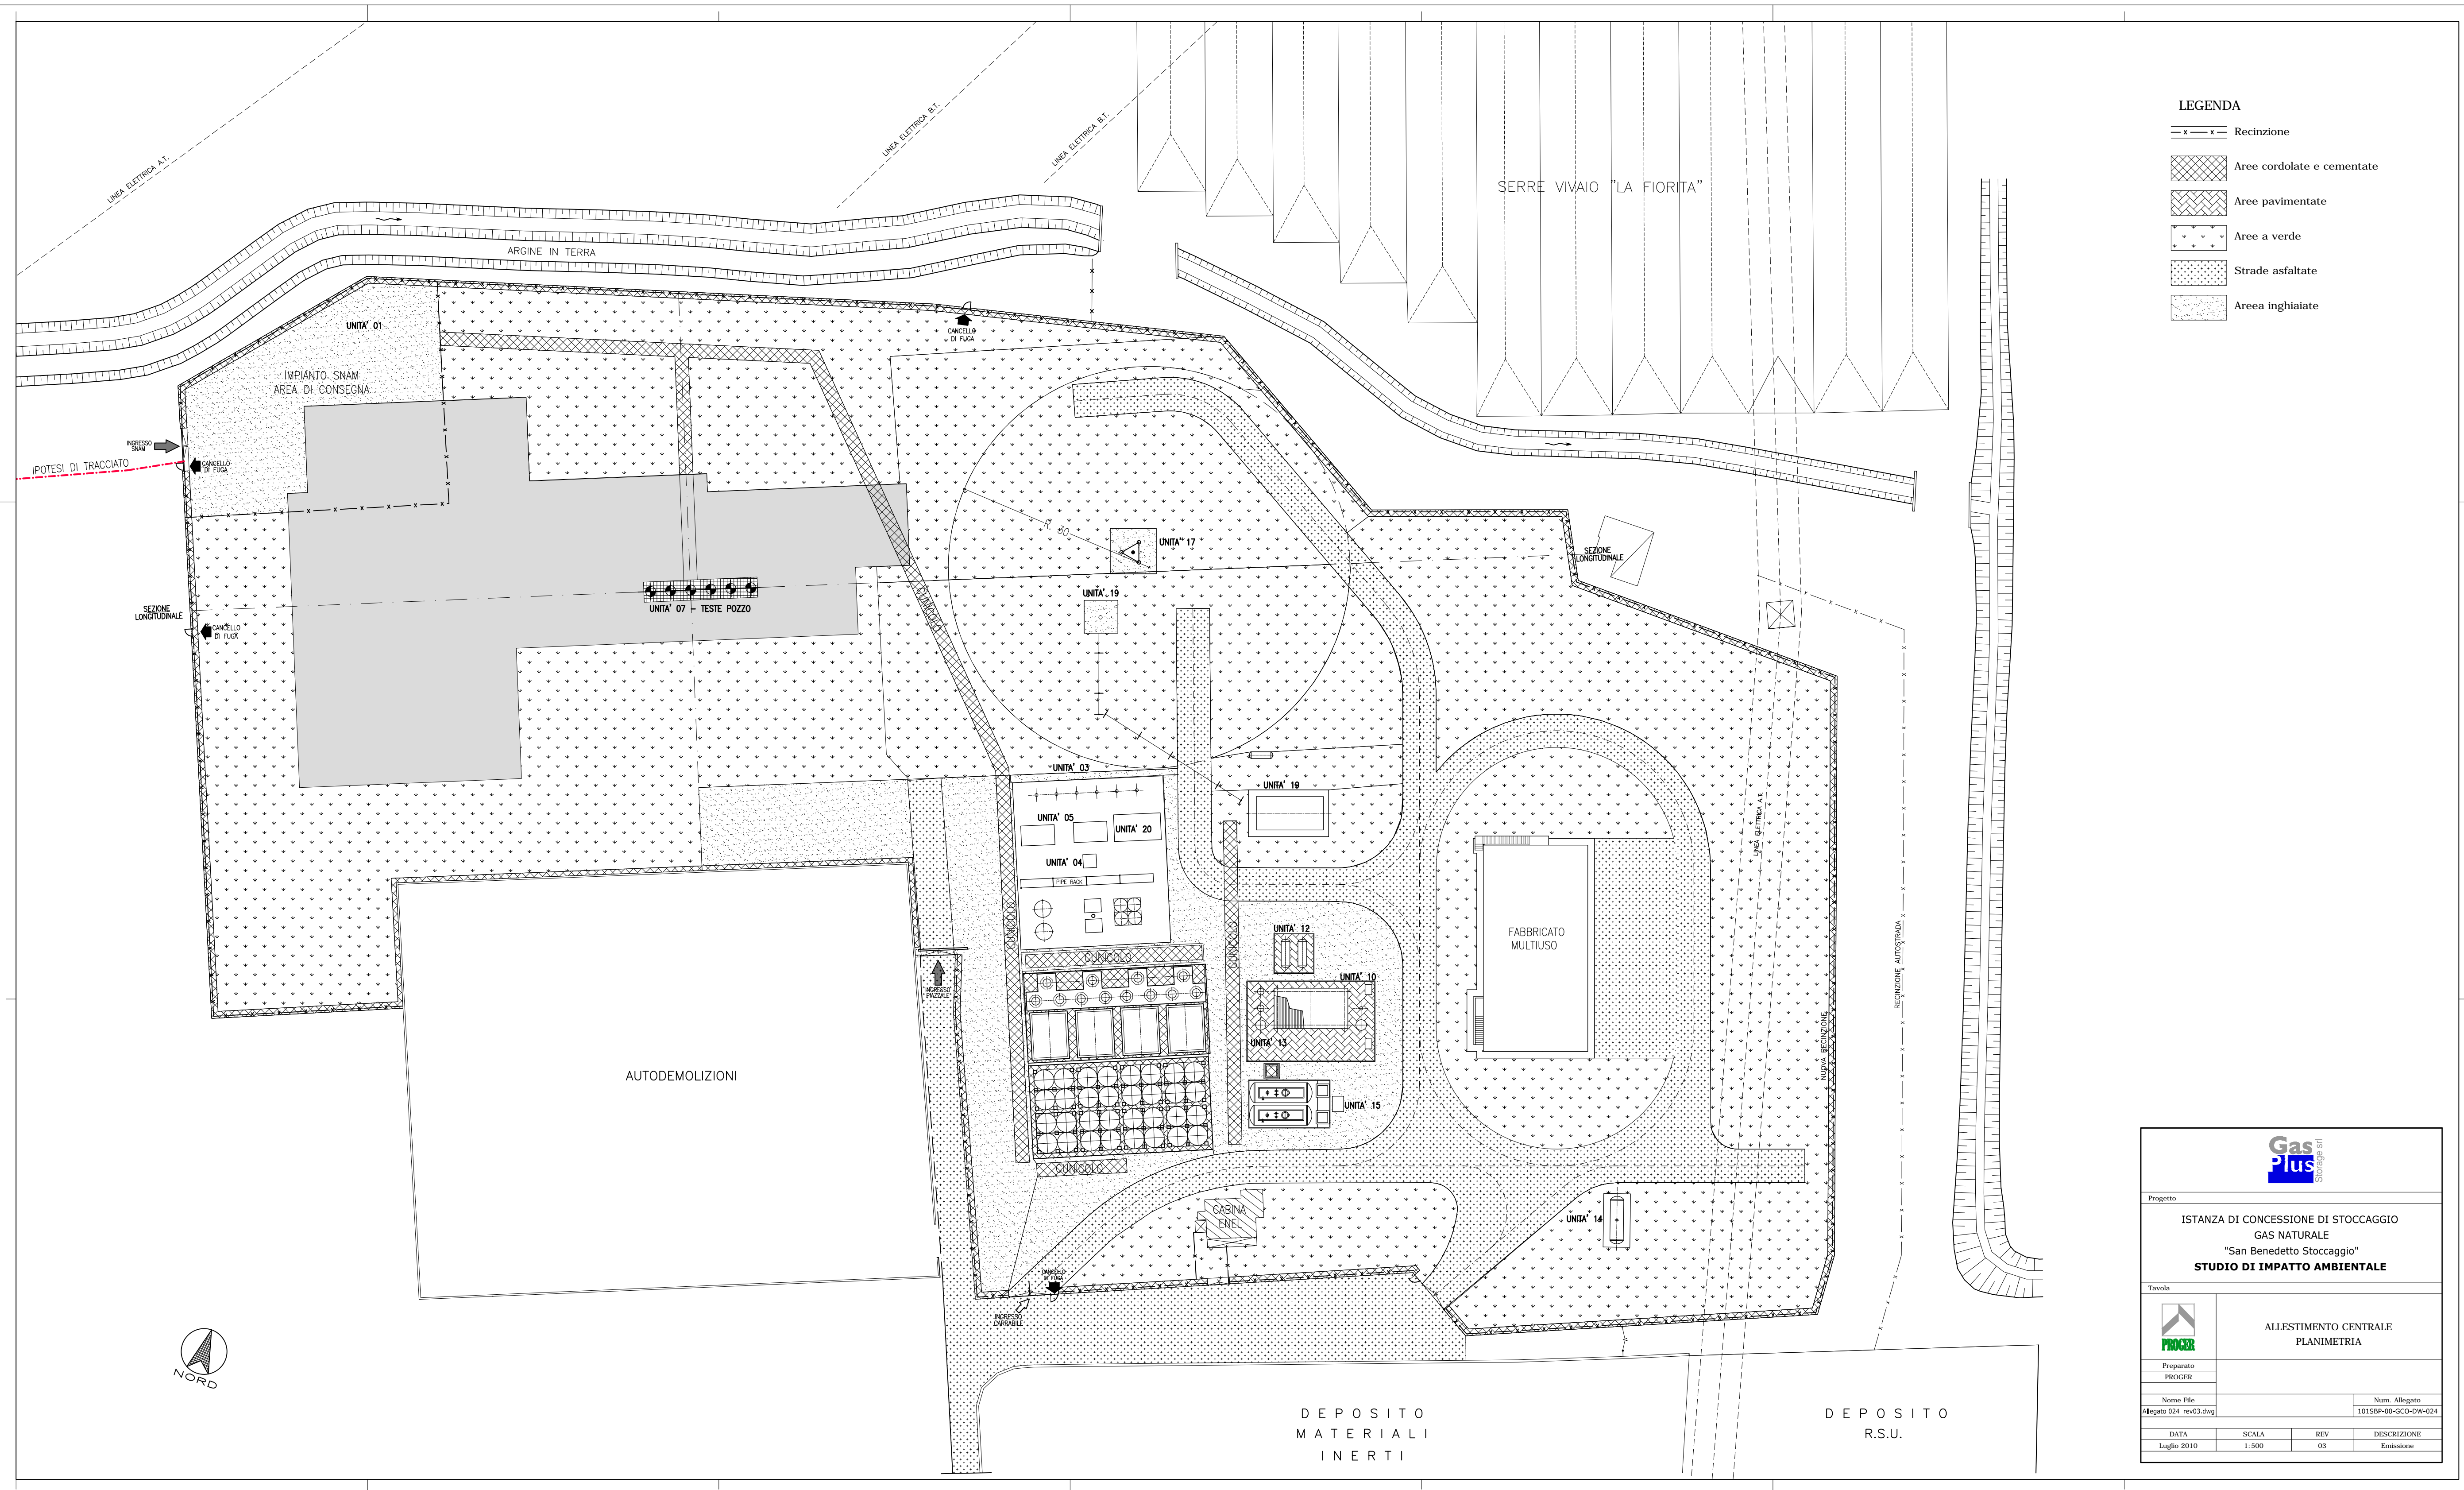 LINEA ELETTRICA A.T.
LINEA ELETTRICA B.T.
LINEA ELETTRICA B.T.
SERRE VIVAIO "LA FIORITA"
ARGINE IN TERRA
UNITA' 01
IMPIANTO SNAM
AREA DI CONSEGNA
CANCELLO
DI FUGA
INGRESSO
SNAM
IPOTESI DI TRACCIATO
CANCELLO
DI FUGA
R. 30
UNITA' 17
SEZIONE
LONGITUDINALE
UNITA' 19
CUNICOLO
UNITA' 07 - TESTE POZZO
SEZIONE
LONGITUDINALE
CANCELLO
DI FUGA
UNITA' 03
UNITA' 19
UNITA' 05
UNITA' 20
UNITA' 04
PIPE RACK
LINEA ELETTRICA A.T.
CUNICOLO
CUNICOLO
CUNICOLO
UNITA' 12
FABBRICATO
MULTIUSO
RECINZIONE AUTOSTRADA
UNITA' 10
INGRESSO
PIAZZALE
UNITA' 13
NUOVA RECINZIONE
AUTODEMOLIZIONI
UNITA' 15
CUNICOLO
CABINA
ENEL
UNITA' 14
CANCELLO
DI FUGA
INGRESSO
CARRABILE
NORD
DEPOSITO
MATERIALI
INERTI
DEPOSITO
R.S.U.
LEGENDA
Recinzione
Aree cordolate e cementate
Aree pavimentate
Aree a verde
Strade asfaltate
Areea inghiaiate
Gas
Plus
Storage srl
Progetto
ISTANZA DI CONCESSIONE DI STOCCAGGIO
GAS NATURALE
"San Benedetto Stoccaggio"
STUDIO DI IMPATTO AMBIENTALE
Tavola
PROGER
ALLESTIMENTO CENTRALE
PLANIMETRIA
Preparato
PROGER
Nome File
Num. Allegato
Allegato 024_rev03.dwg
101SBP-00-GCO-DW-024
DATA SCALA REV DESCRIZIONE
Luglio 2010 1:500 03 Emissione